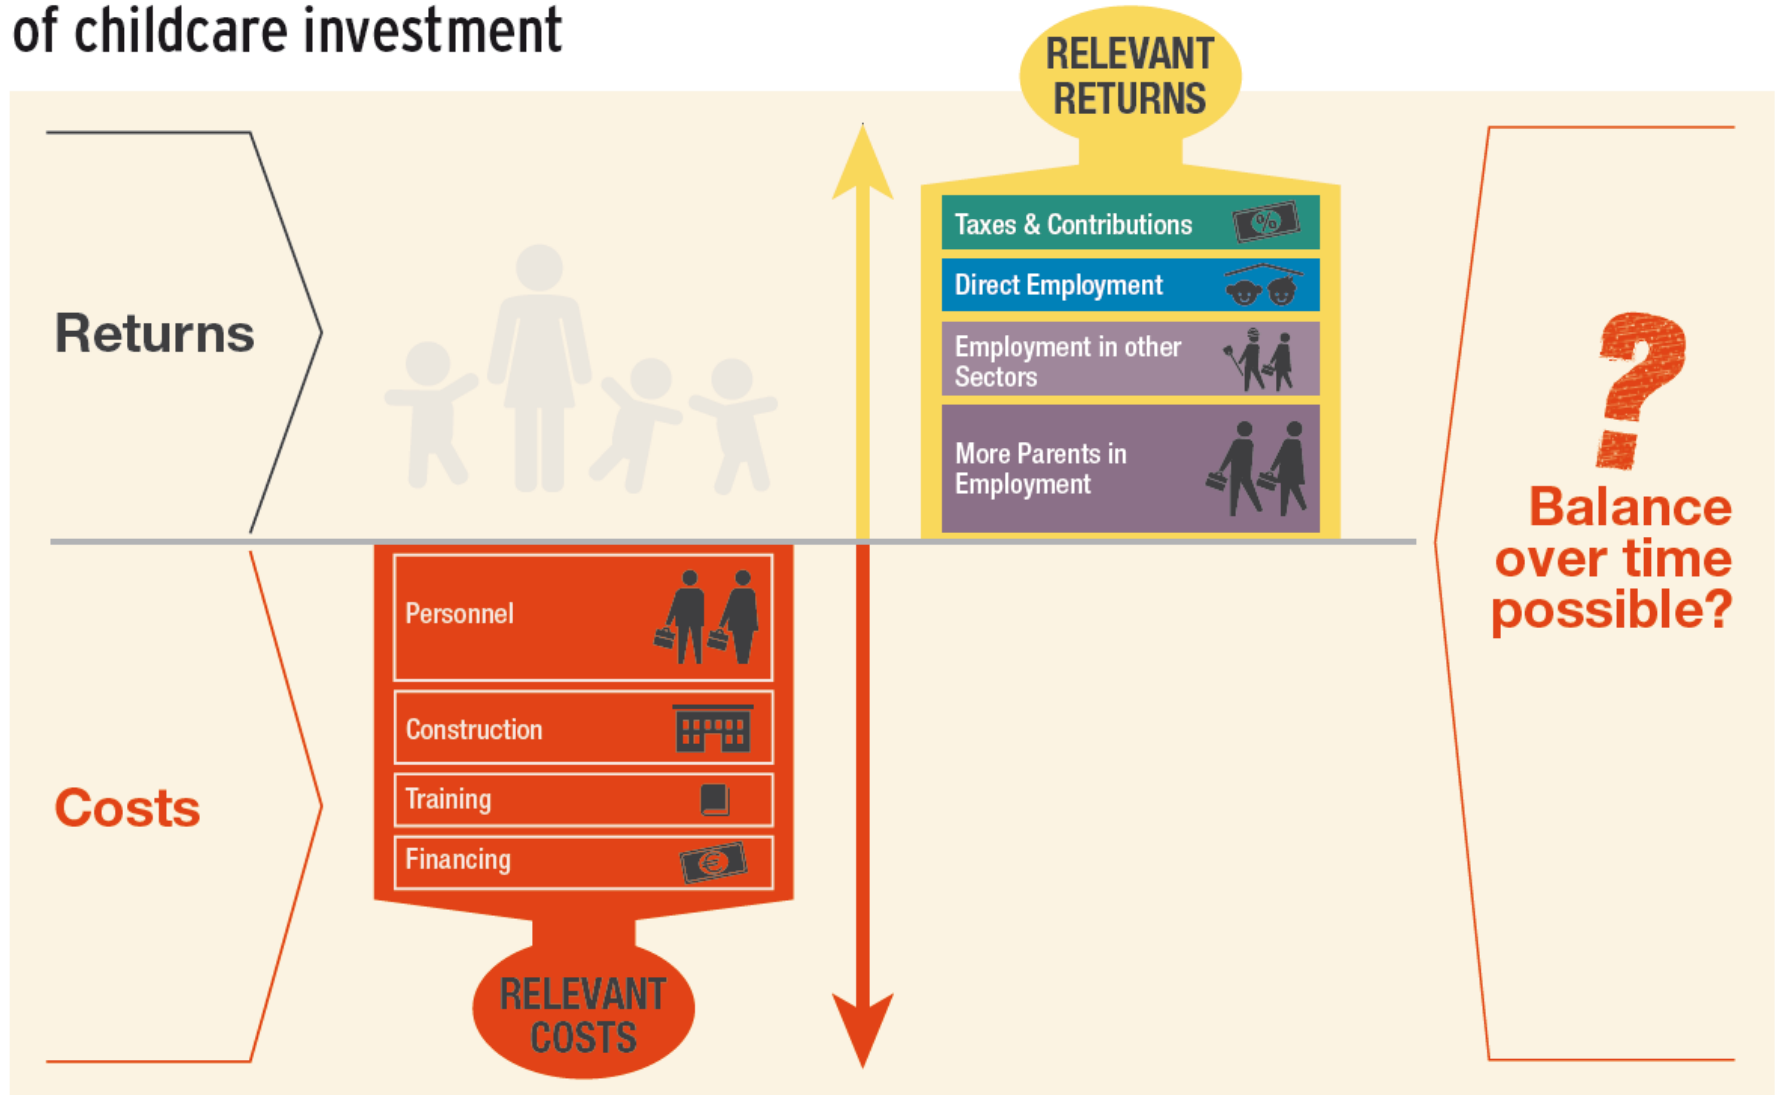 of childcare investment
RELEVANT
RETURNS
Returns
Taxes & Contributions
%
Direct Employment
Employment in other
Sectors
More Parents in
Employment
?
Balance
over time
possible?
Costs
Personnel
Construction
Training
Financing
€
RELEVANT
COSTS